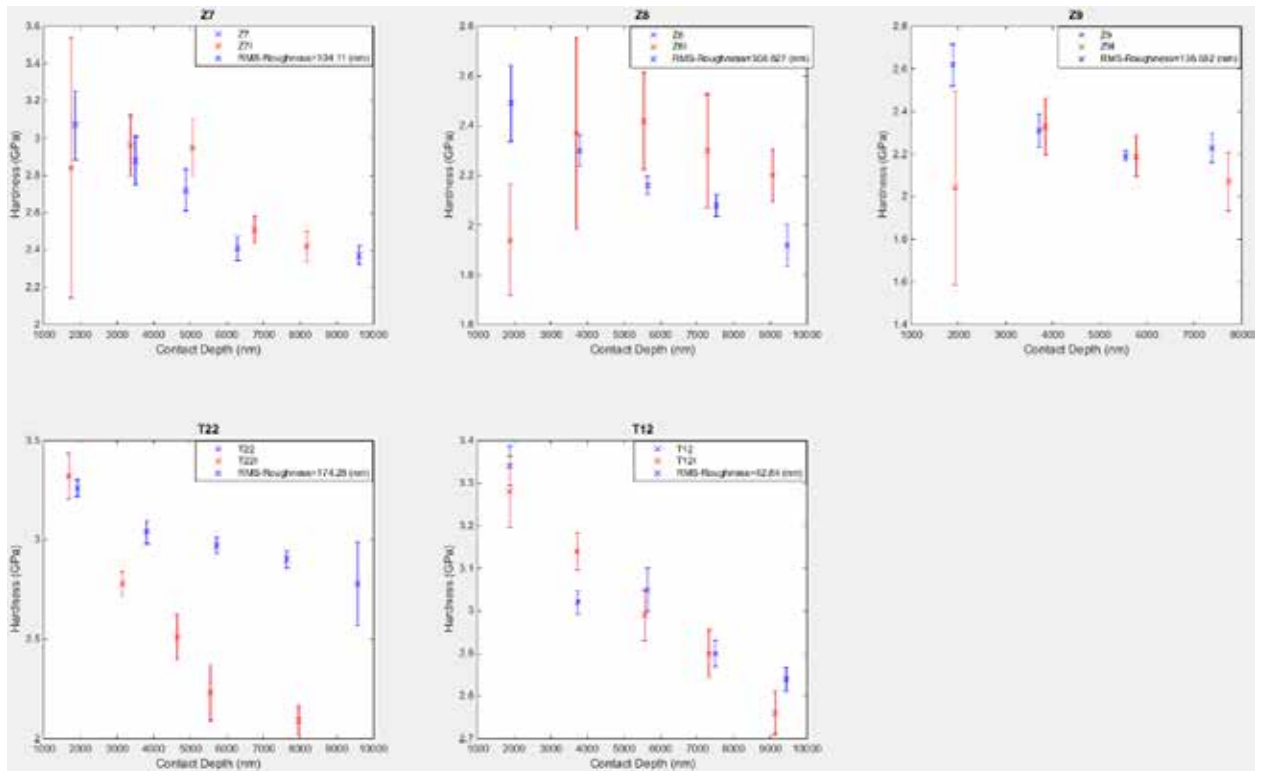 Z7
3.6
3.4
3.2
3
2.8
2.6
2.4
2.2
2
Hardness (GPa)
Z7
Z7I
RMS-Roughness= (nm)
1000 2000 3000 4000 5000 6000 7000 8000 9000 10000
Contact Depth (nm)
Z8
2.8
2.6
2.4
2.2
2
1.8
1.6
Hardness (GPa)
Z8
Z8I
RMS-Roughness= (nm)
1000 2000 3000 4000 5000 6000 7000 8000 9000 10000
Contact Depth (nm)
Z9
2.8
2.6
2.4
2.2
2
1.8
1.6
1.4
Hardness (GPa)
Z9
Z9I
RMS-Roughness= (nm)
1000 2000 3000 4000 5000 6000 7000 8000
Contact Depth (nm)
T22
3.5
3
2.5
2
Hardness (GPa)
T22
T22I
RMS-Roughness=174.28 (nm)
1000 2000 3000 4000 5000 6000 7000 8000 9000 10000
Contact Depth (nm)
T12
3.4
3.3
3.2
3.1
3
2.9
2.8
2.7
Hardness (GPa)
T12
T12I
RMS-Roughness= (nm)
1000 2000 3000 4000 5000 6000 7000 8000 9000 10000
Contact Depth (nm)